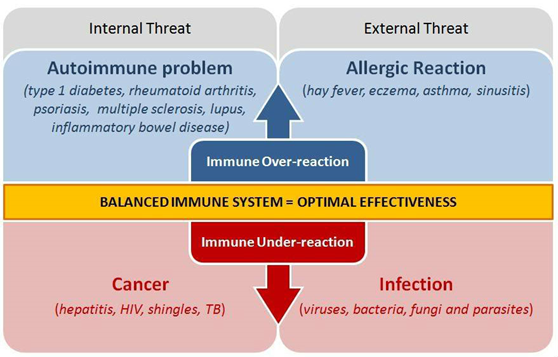 Internal Threat
External Threat
Autoimmune problem
(type 1 diabetes, rheumatoid arthritis,
psoriasis, multiple sclerosis, lupus,
inflammatory bowel disease)
Allergic Reaction
(hay fever, eczema, asthma, sinusitis)
Immune Over-reaction
BALANCED IMMUNE SYSTEM = OPTIMAL EFFECTIVENESS
Immune Under-reaction
Cancer
(hepatitis, HIV, shingles, TB)
Infection
(viruses, bacteria, fungi and parasites)